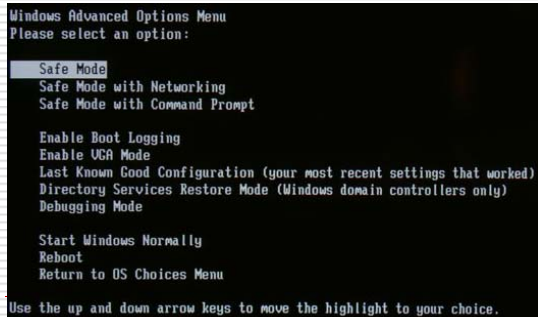 Windows Advanced Options Menu
Please select an option:
Safe Mode
Safe Mode with Networking
Safe Mode with Command Prompt
Enable Boot Logging
Enable VGA Mode
Last Known Good Configuration (your most recent settings that worked)
Directory Services Restore Mode (Windows domain controllers only)
Debugging Mode
Start Windows Normally
Reboot
Return to OS Choices Menu
Use the up and down arrow keys to move the highlight to your choice.